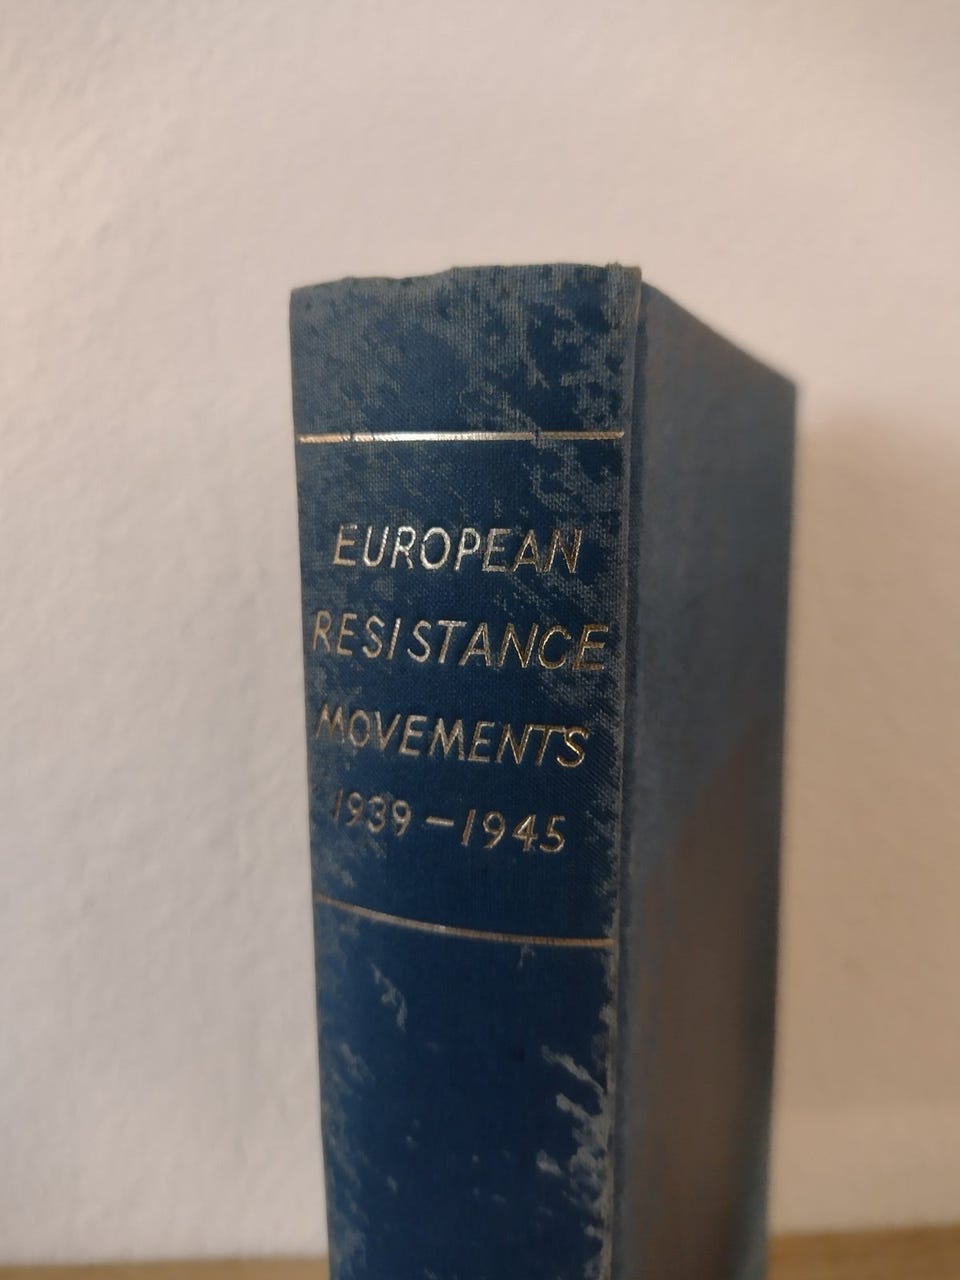 EUROPEAN
RESISTANCE
MOVEMENTS
1939-1945